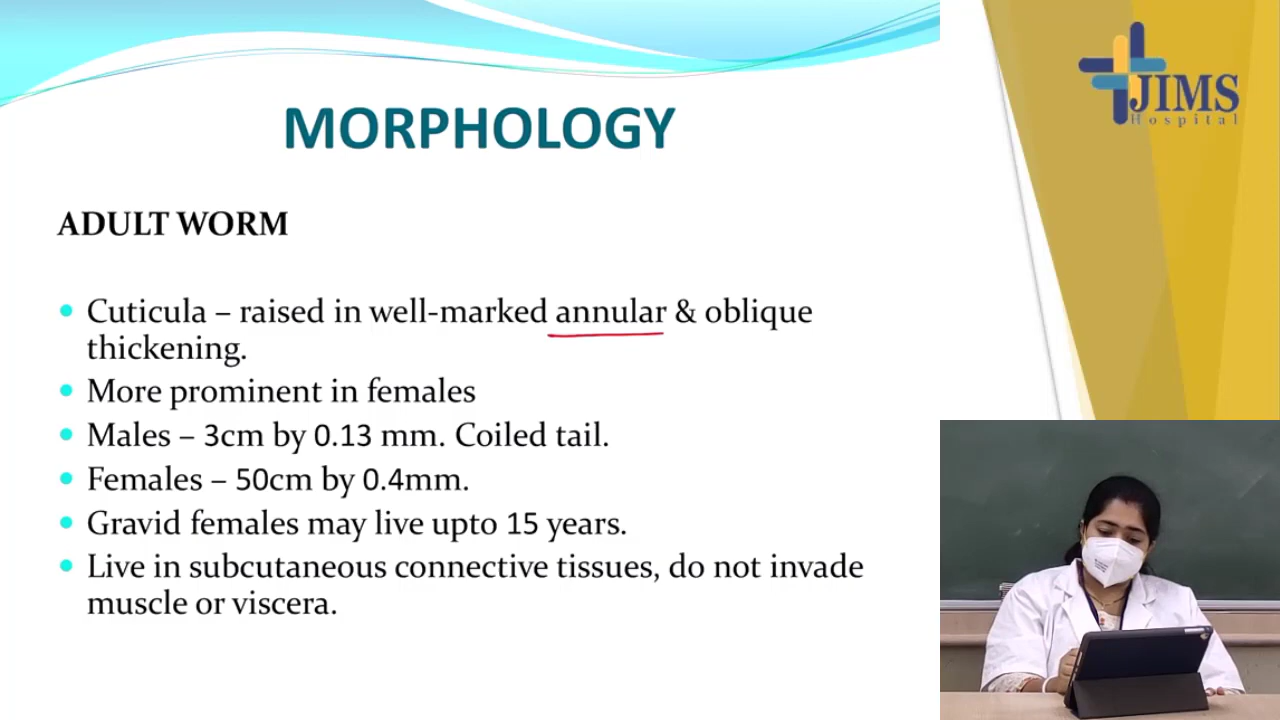 JIMS
Hospital
MORPHOLOGY
ADULT WORM
Cuticula – raised in well-marked annular & oblique
thickening.
More prominent in females
Males – 3cm by 0.13 mm. Coiled tail.
Females – 50cm by 0.4mm.
Gravid females may live upto 15 years.
Live in subcutaneous connective tissues, do not invade
muscle or viscera.